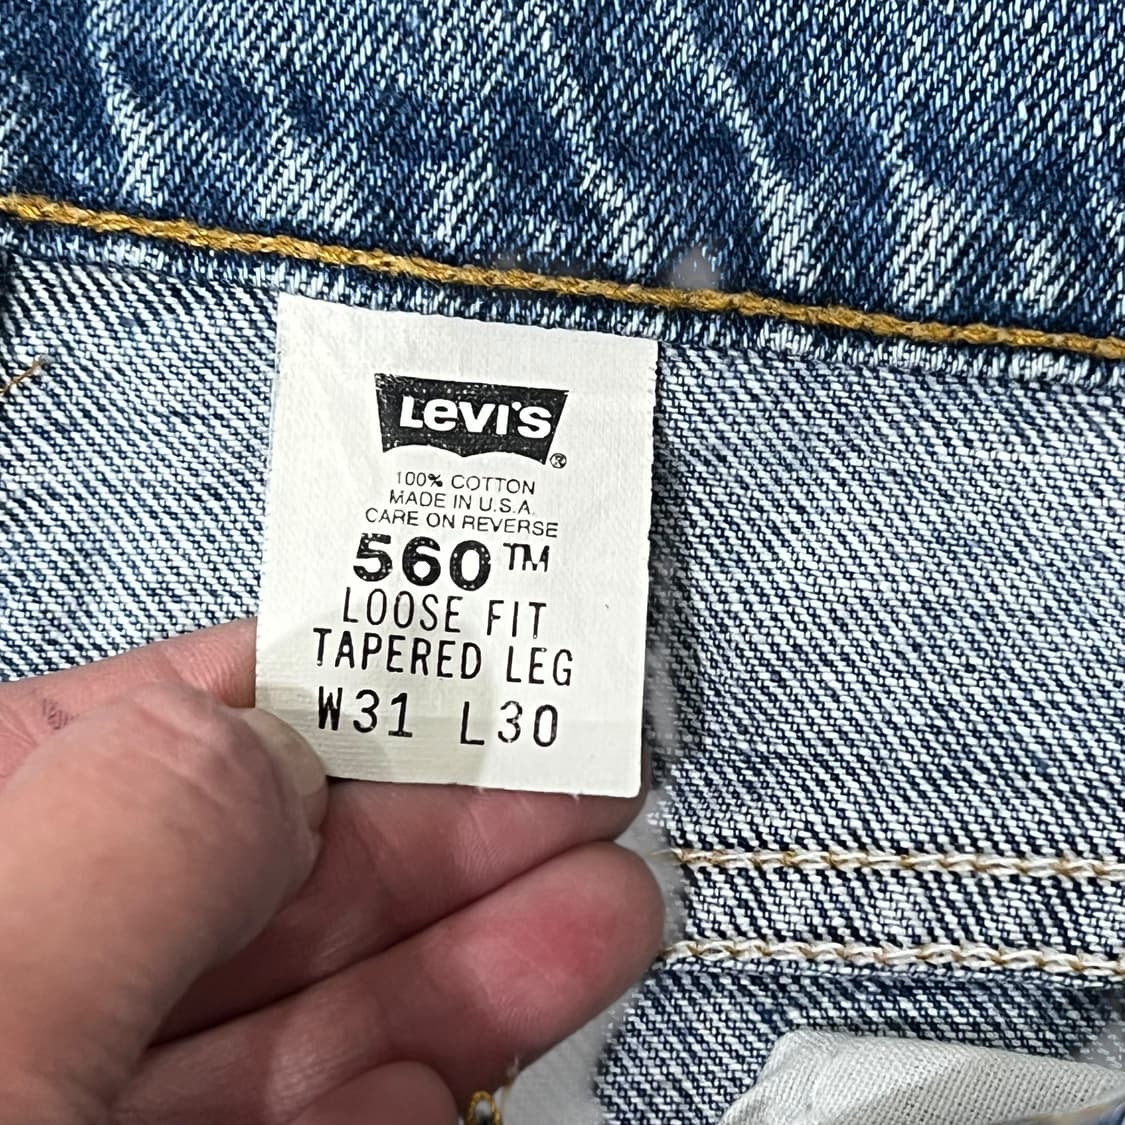 LEVI'S®
100% COTTON
MADE IN U.S.A.
CARE ON REVERSE
560™
LOOSE FIT
TAPERED LEG
W31 L30